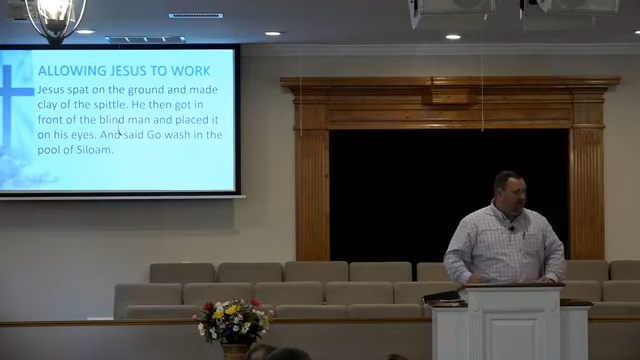 ALLOWING JESUS TO WORK
Jesus spat on the ground and made
clay of the spittle. He then got in
front of the blind man and placed it
on his eyes. And said Go wash in the
pool of Siloam.